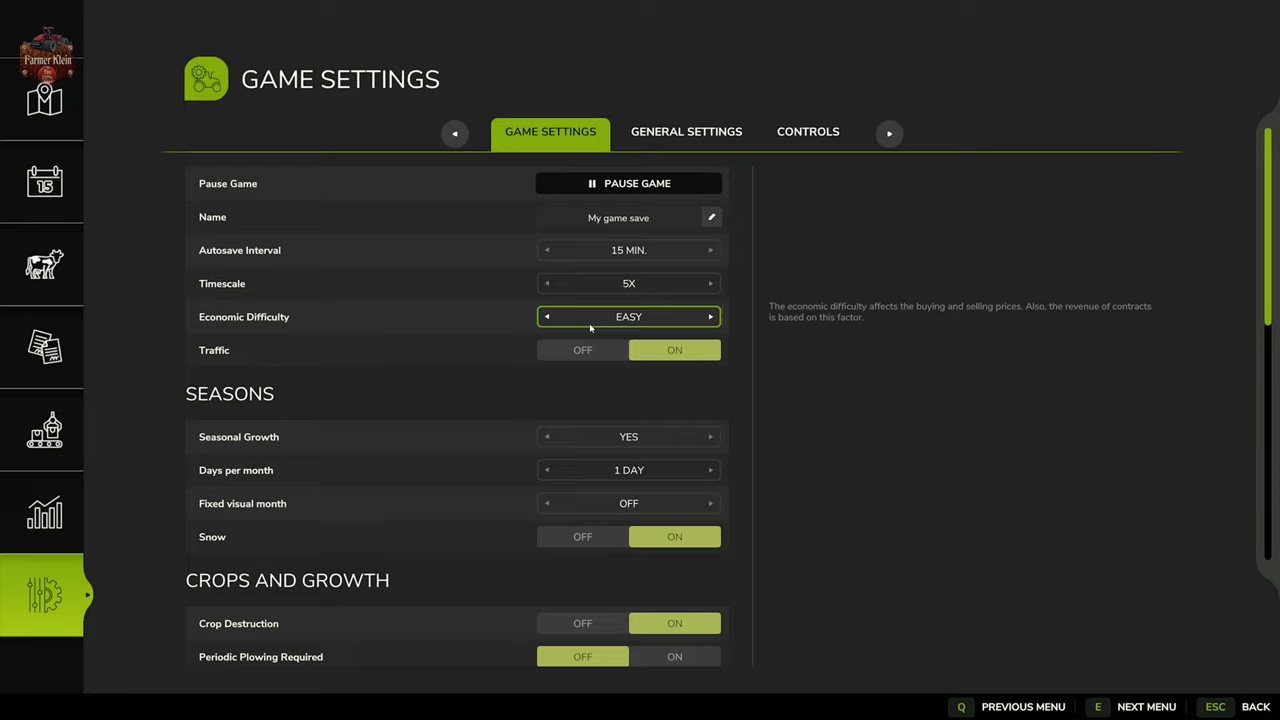 Farmer Klein
15
GAME SETTINGS
GAME SETTINGS
GENERAL SETTINGS
CONTROLS
Pause Game
PAUSE GAME
Name
My game save
Autosave Interval
15 MIN.
Timescale
5X
Economic Difficulty
EASY
The economic difficulty affects the buying and selling prices. Also, the revenue of contracts
is based on this factor.
Traffic
OFF
ON
SEASONS
Seasonal Growth
YES
Days per month
1 DAY
Fixed visual month
OFF
Snow
OFF
ON
CROPS AND GROWTH
Crop Destruction
OFF
ON
Periodic Plowing Required
OFF
ON
Q PREVIOUS MENU
E NEXT MENU
ESC BACK